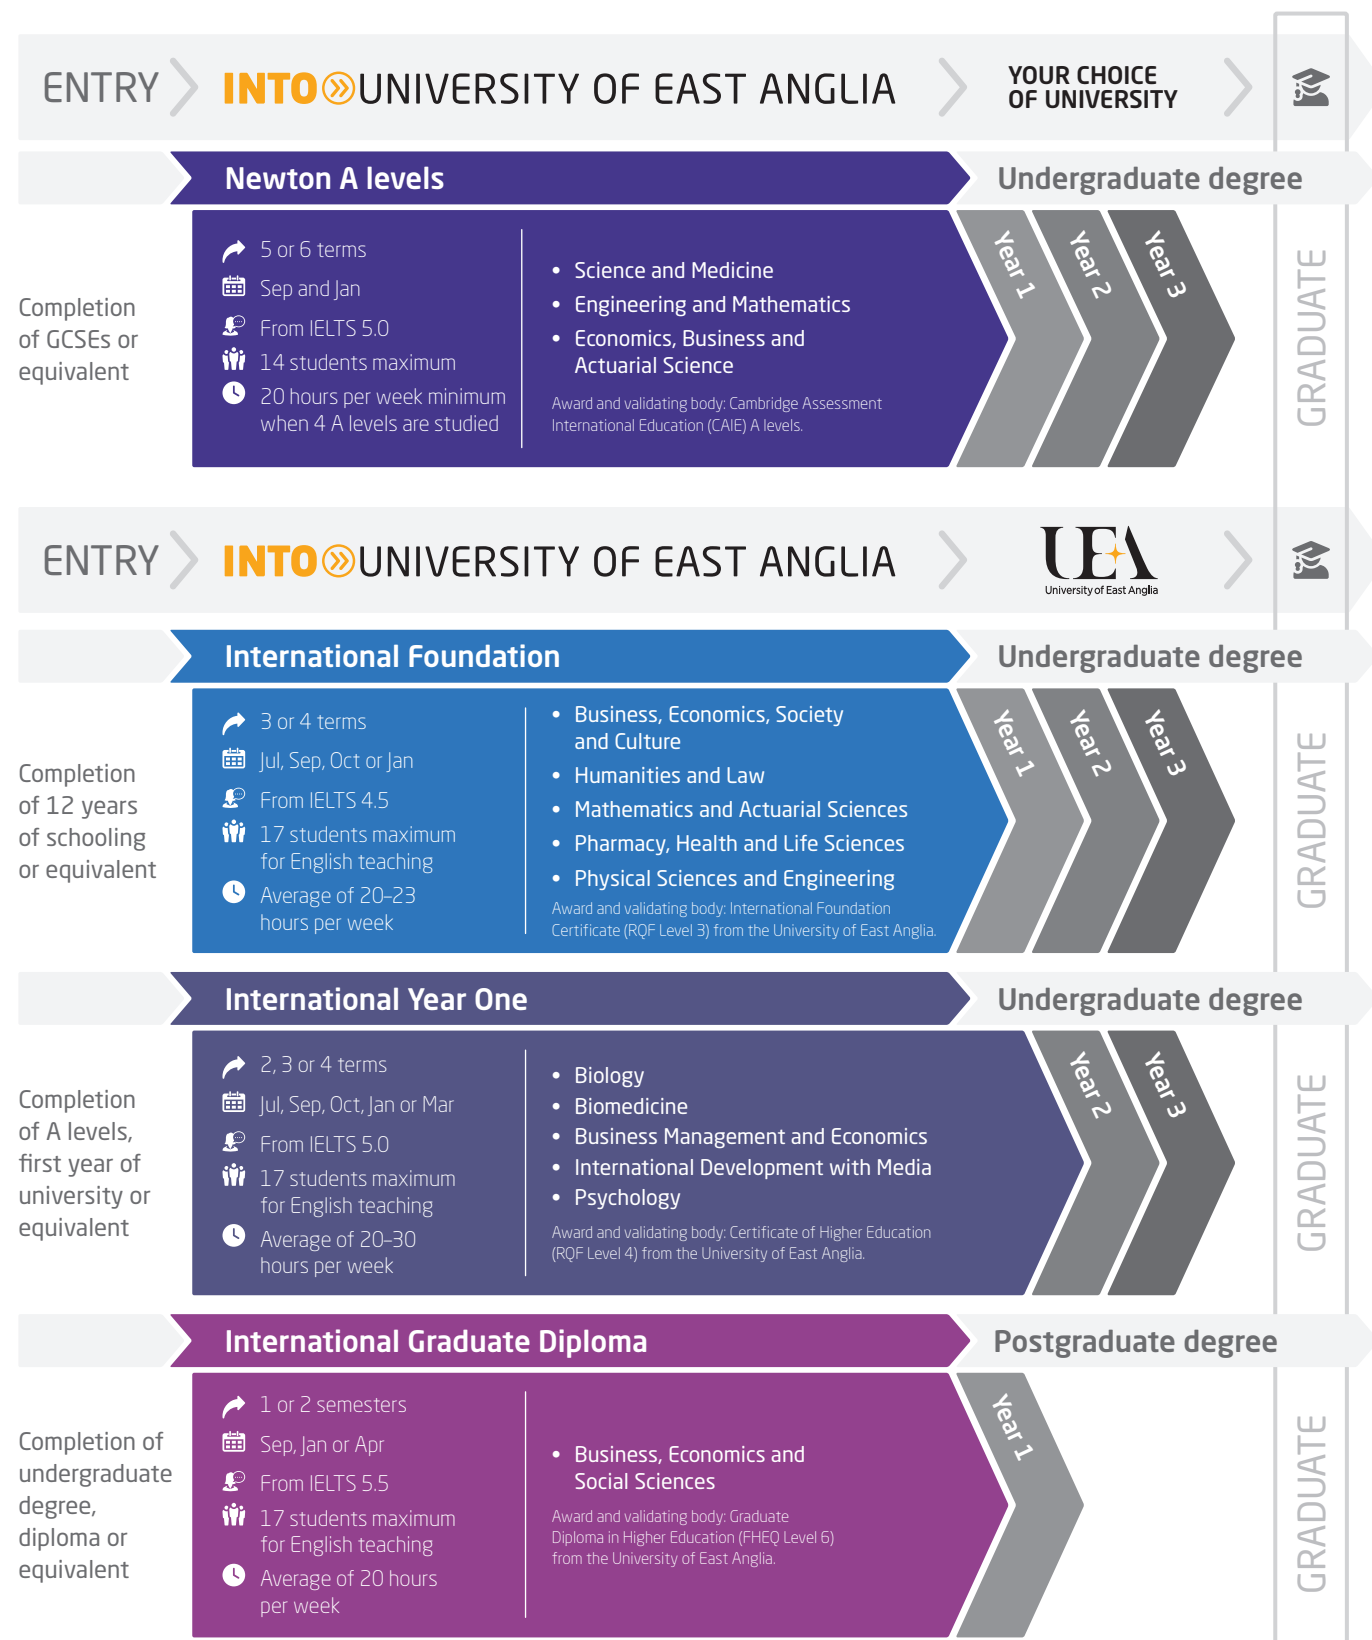 ENTRY
INTO UNIVERSITY OF EAST ANGLIA
YOUR CHOICE
OF UNIVERSITY
Newton A levels
Undergraduate degree
Completion
of GCSEs or
equivalent
5 or 6 terms
Sep and Jan
From IELTS 5.0
14 students maximum
20 hours per week minimum
when 4 A levels are studied
• Science and Medicine
• Engineering and Mathematics
• Economics, Business and
Actuarial Science
Award and validating body: Cambridge Assessment
International Education (CAIE) A levels.
Year 1
Year 2
Year 3
GRADUATE
ENTRY
INTO UNIVERSITY OF EAST ANGLIA
UEA
University of East Anglia
International Foundation
Undergraduate degree
Completion
of 12 years
of schooling
or equivalent
3 or 4 terms
Jul, Sep, Oct or Jan
From IELTS 4.5
17 students maximum
for English teaching
Average of 20–23
hours per week
• Business, Economics, Society
and Culture
• Humanities and Law
• Mathematics and Actuarial Sciences
• Pharmacy, Health and Life Sciences
• Physical Sciences and Engineering
Award and validating body: International Foundation
Certificate (RQF Level 3) from the University of East Anglia.
Year 1
Year 2
Year 3
GRADUATE
International Year One
Undergraduate degree
Completion
of A levels,
first year of
university or
equivalent
2, 3 or 4 terms
Jul, Sep, Oct, Jan or Mar
From IELTS 5.0
17 students maximum
for English teaching
Average of 20–30
hours per week
• Biology
• Biomedicine
• Business Management and Economics
• International Development with Media
• Psychology
Award and validating body: Certificate of Higher Education
(RQF Level 4) from the University of East Anglia.
Year 2
Year 3
GRADUATE
International Graduate Diploma
Postgraduate degree
Completion of
undergraduate
degree,
diploma or
equivalent
1 or 2 semesters
Sep, Jan or Apr
From IELTS 5.5
17 students maximum
for English teaching
Average of 20 hours
per week
• Business, Economics and
Social Sciences
Award and validating body: Graduate
Diploma in Higher Education (FHEQ Level 6)
from the University of East Anglia.
Year 1
GRADUATE